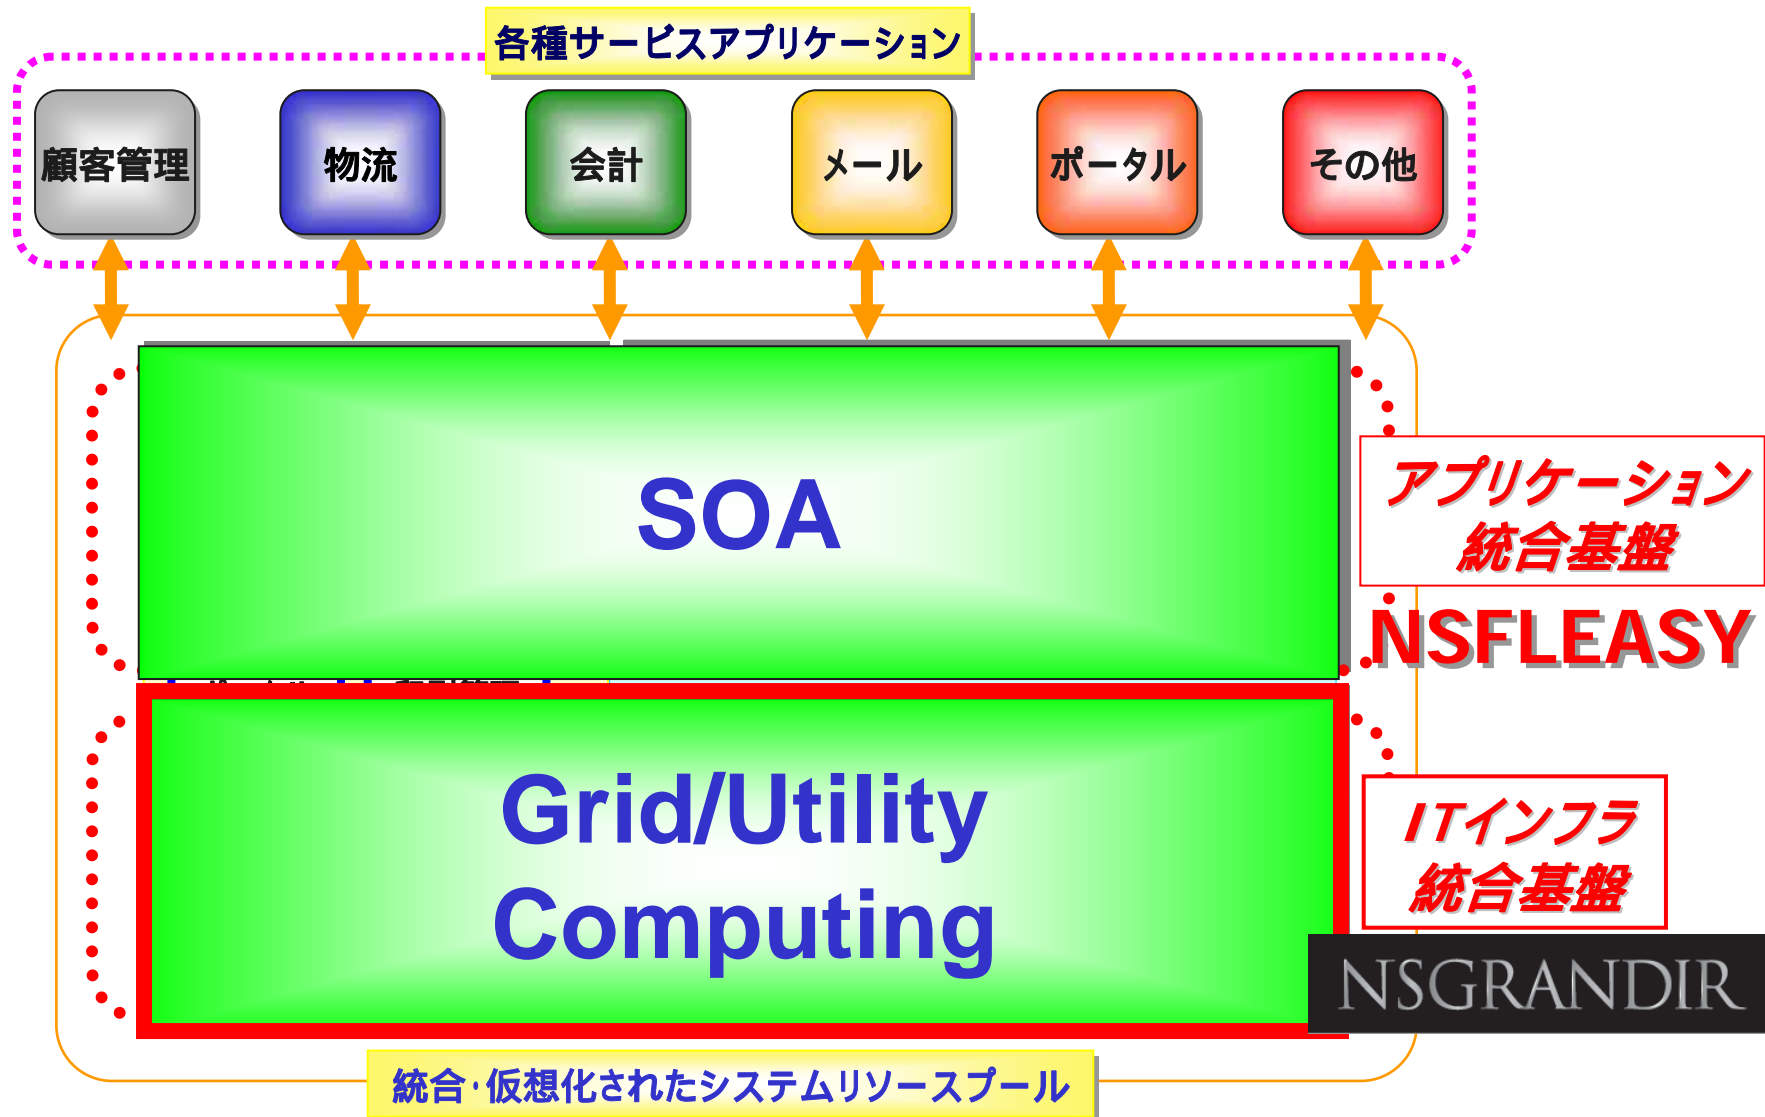 各種サービスアプリケーション
顧客管理
物流
会計
メール
ポータル
その他
SOA
アプリケーション
統合基盤
NSFLEASY
Grid/Utility
Computing
ITインフラ
統合基盤
NSGRANDIR
統合・仮想化されたシステムリソースプール